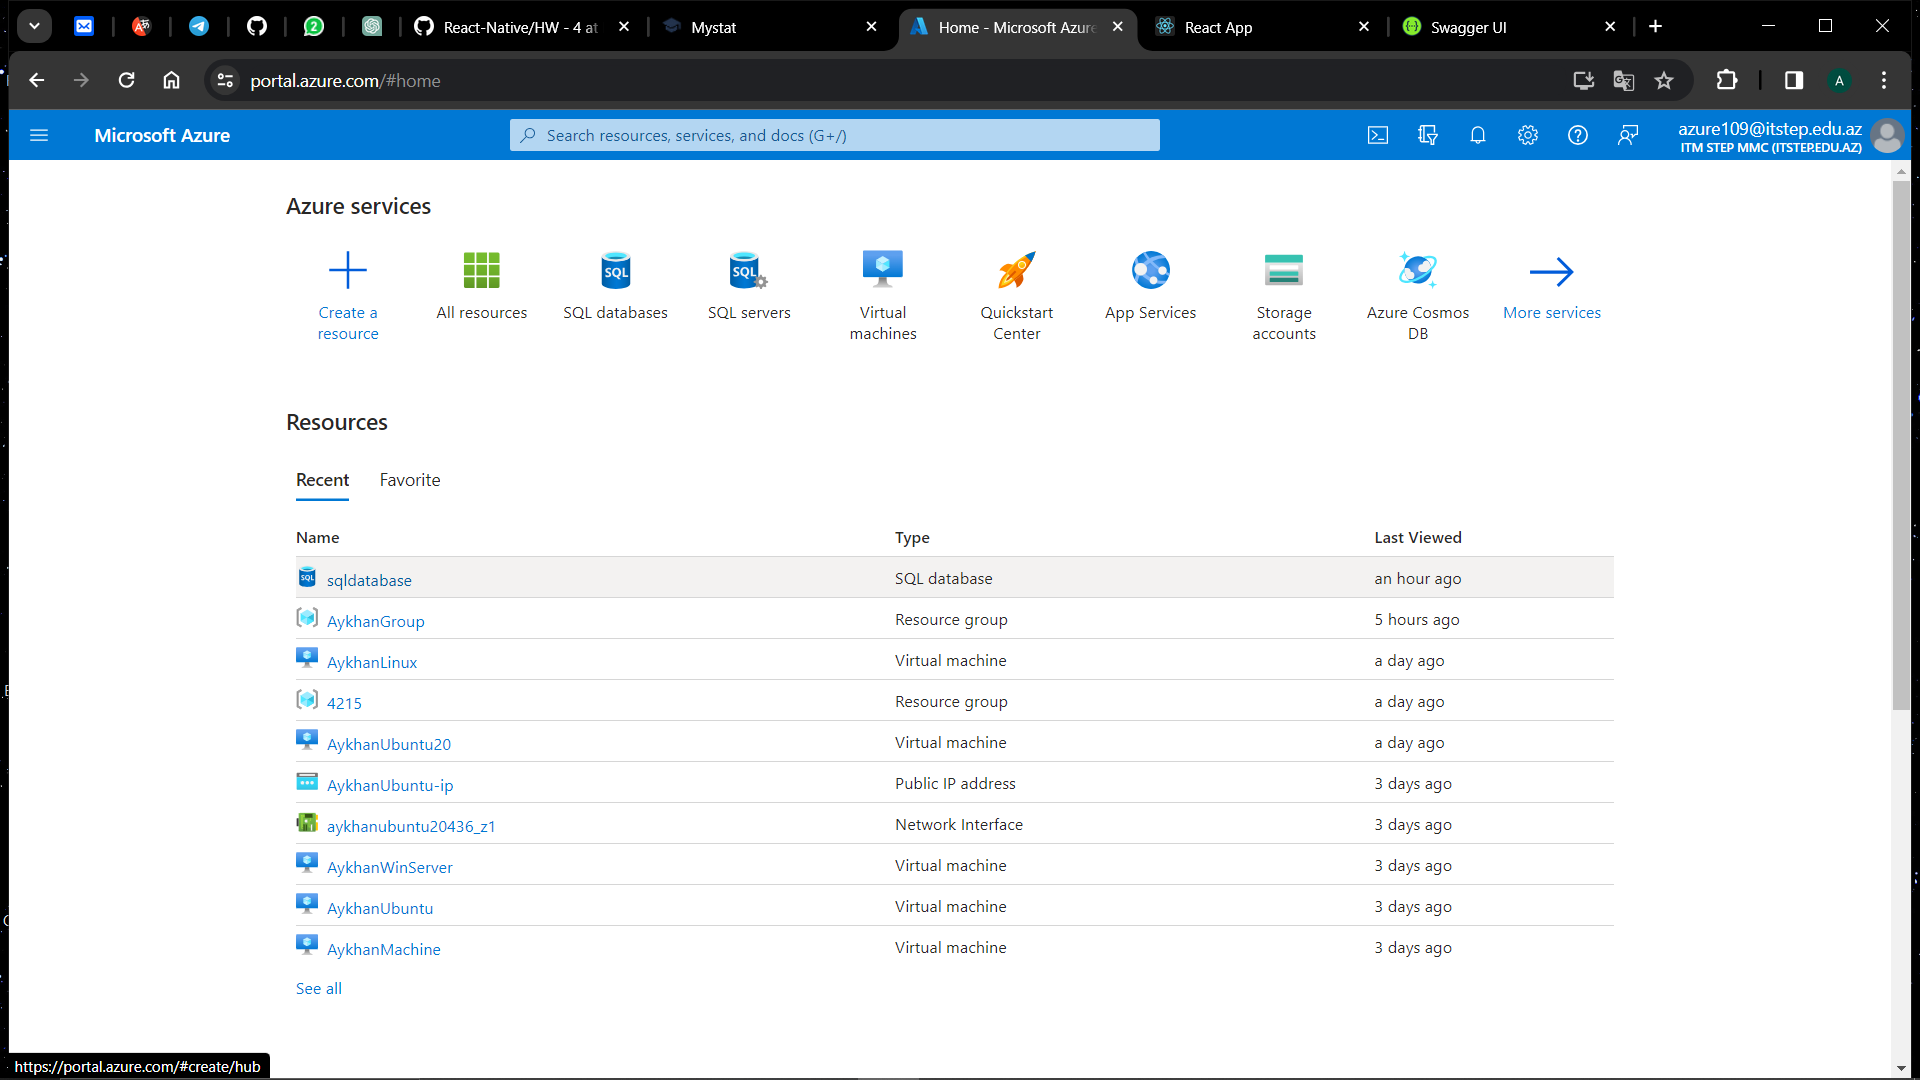 2
React-Native/HW - 4 at
Mystat
Home - Microsoft Azure
React App
Swagger UI
portal.azure.com/#home
A
Microsoft Azure
Search resources, services, and docs (G+/)
azure109@itstep.edu.az
ITM STEP MMC (ITSTEP.EDU.AZ)
Azure services
Create a resource
All resources
SQL
SQL databases
SQL
SQL servers
Virtual machines
Quickstart Center
App Services
Storage accounts
Azure Cosmos DB
More services
Resources
Recent Favorite
Name Type Last Viewed
SQL sqldatabase SQL database an hour ago
AykhanGroup Resource group 5 hours ago
AykhanLinux Virtual machine a day ago
4215 Resource group a day ago
AykhanUbuntu20 Virtual machine a day ago
AykhanUbuntu-ip Public IP address 3 days ago
aykhanubuntu20436_z1 Network Interface 3 days ago
AykhanWinServer Virtual machine 3 days ago
AykhanUbuntu Virtual machine 3 days ago
AykhanMachine Virtual machine 3 days ago
See all
https://portal.azure.com/#create/hub